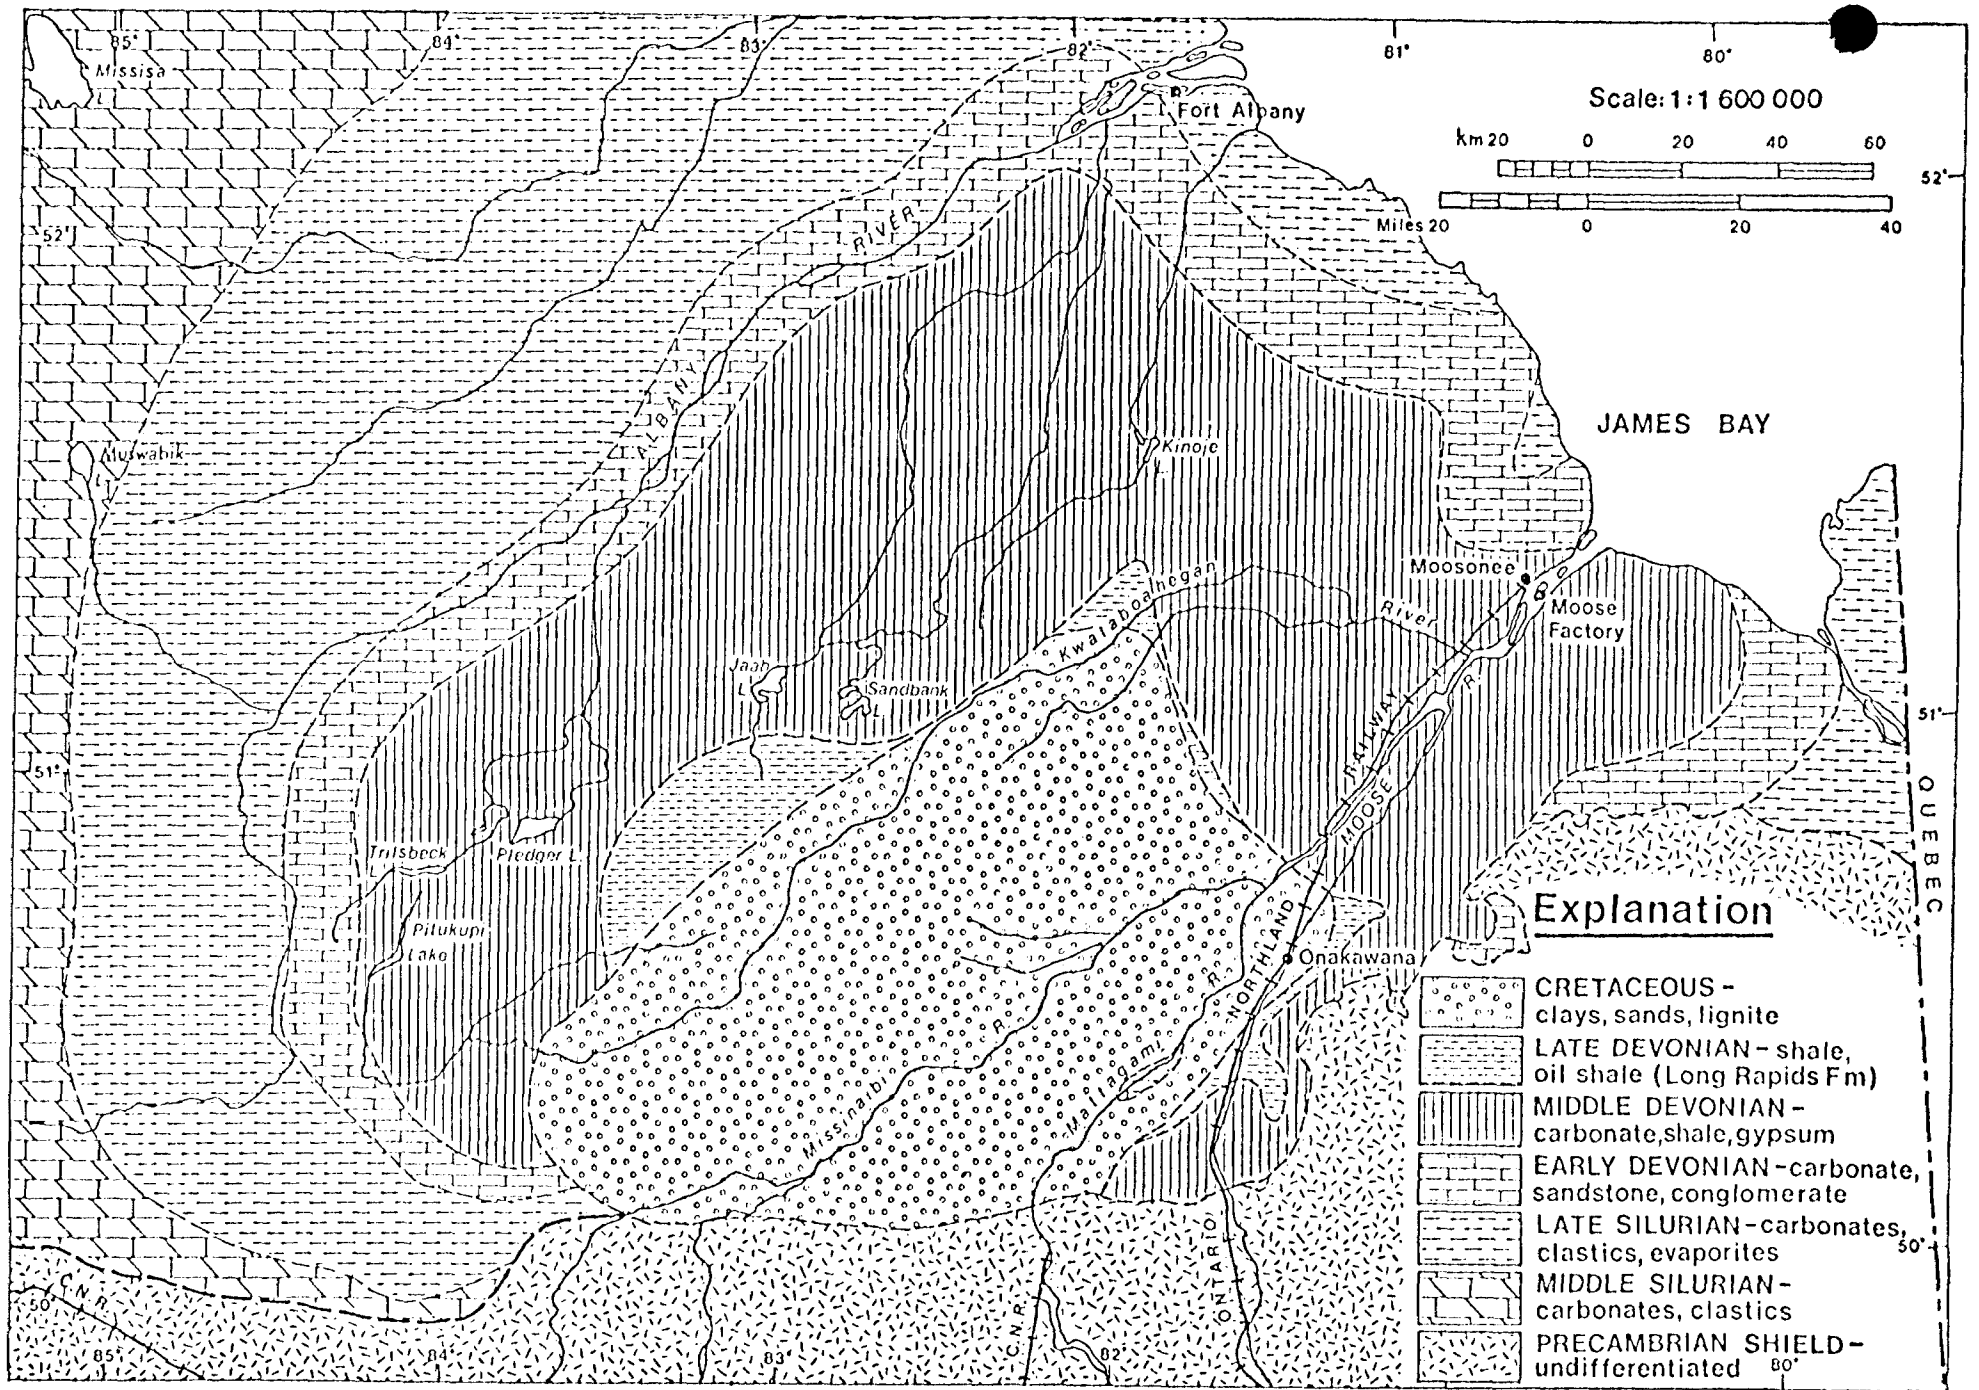 85°
84°
83°
82°
81°
80°
Missisa
L
Fort Albany
Scale: 1:1 600 000
km 20 0 20 40 60
52°
Miles 20 0 20 40
52°
ALBANY RIVER
JAMES BAY
Muswabik
L
Kinoje
L
Moosonee
Moose
Factory
Kwataboahegan River
Jaab
L
Sandbank
L
51°
51°
RAILWAY
MOOSE R
Trilsbeck
Pledger L
QUEBEC
Pitukupi
Lake
Explanation
Onakawana
NORTHLAND
CRETACEOUS -
clays, sands, lignite
LATE DEVONIAN - shale,
oil shale (Long Rapids Fm)
Missinaibi R
Mattagami R
MIDDLE DEVONIAN -
carbonate, shale, gypsum
EARLY DEVONIAN - carbonate,
sandstone, conglomerate
LATE SILURIAN - carbonates,
clastics, evaporites
50°
MIDDLE SILURIAN -
carbonates, clastics
PRECAMBRIAN SHIELD -
undifferentiated
50°
C.N.R.
C.N.R.
ONTARIO
85°
84°
83°
82°
80°